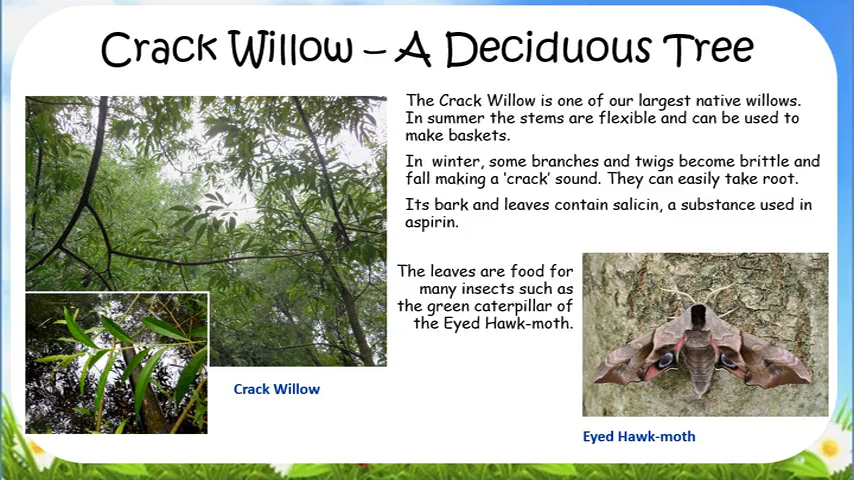 Crack Willow – A Deciduous Tree
The Crack Willow is one of our largest native willows.
In summer the stems are flexible and can be used to
make baskets.
In winter, some branches and twigs become brittle and
fall making a ‘crack’ sound. They can easily take root.
Its bark and leaves contain salicin, a substance used in
aspirin.
The leaves are food for
many insects such as
the green caterpillar of
the Eyed Hawk-moth.
Crack Willow
Eyed Hawk-moth